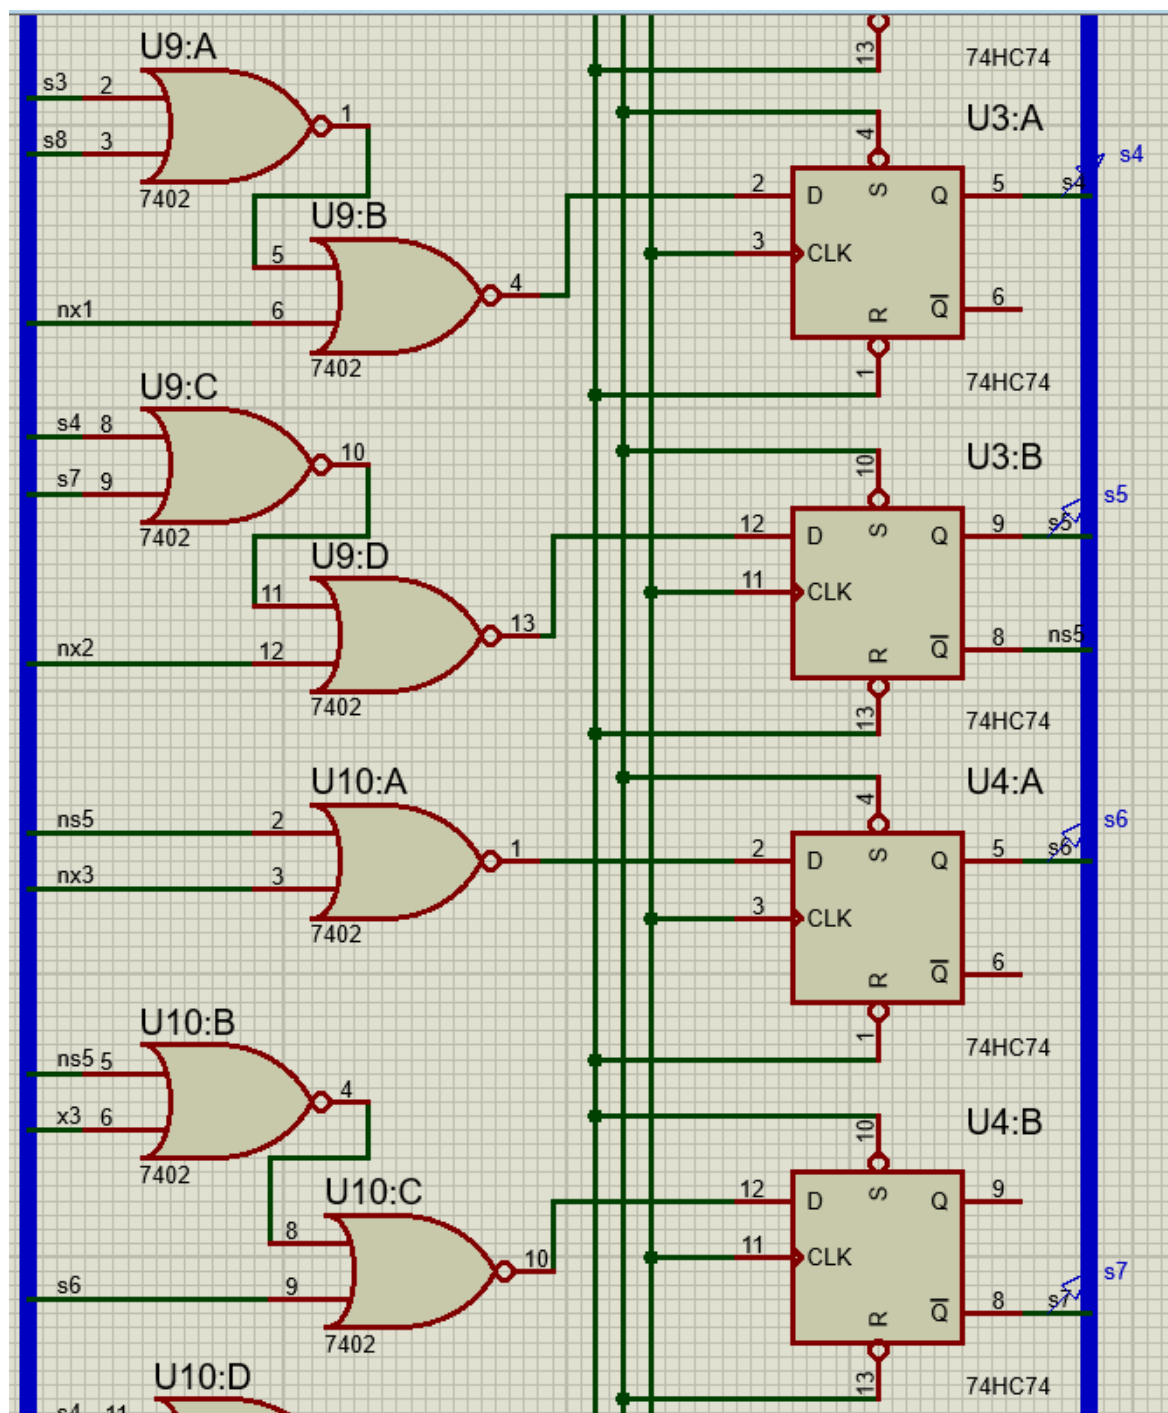 U9:A
s3 2
1
s8 3
7402
13
74HC74
U3:A
4
s4
2 D S Q 5 s4
3 CLK
R Q 6
1
74HC74
U9:B
5
4
nx1 6
7402
U9:C
s4 8
10
s7 9
7402
U3:B
10
s5
12 D S Q 9 s5
11 CLK
R Q 8 ns5
13
74HC74
U9:D
11
13
nx2 12
7402
U10:A
ns5 2
1
nx3 3
7402
U4:A
4
s6
2 D S Q 5 s6
3 CLK
R Q 6
1
74HC74
U10:B
ns5 5
4
x3 6
7402
U4:B
10
12 D S Q 9
11 CLK
s7
R Q 8 s7
13
74HC74
U10:C
8
10
s6 9
7402
U10:D
s4 11